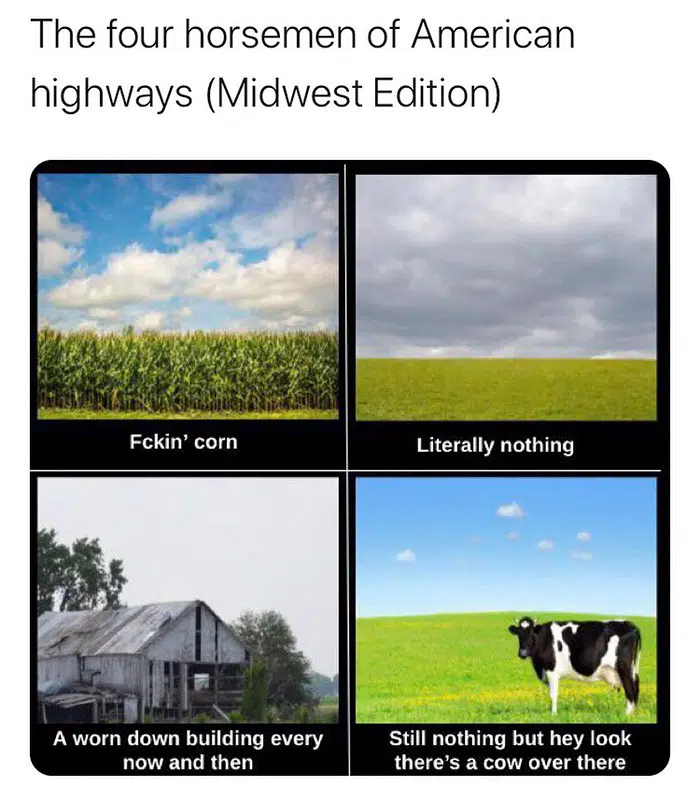 The four horsemen of American
highways (Midwest Edition)
Fckin’ corn
Literally nothing
A worn down building every
now and then
Still nothing but hey look
there’s a cow over there